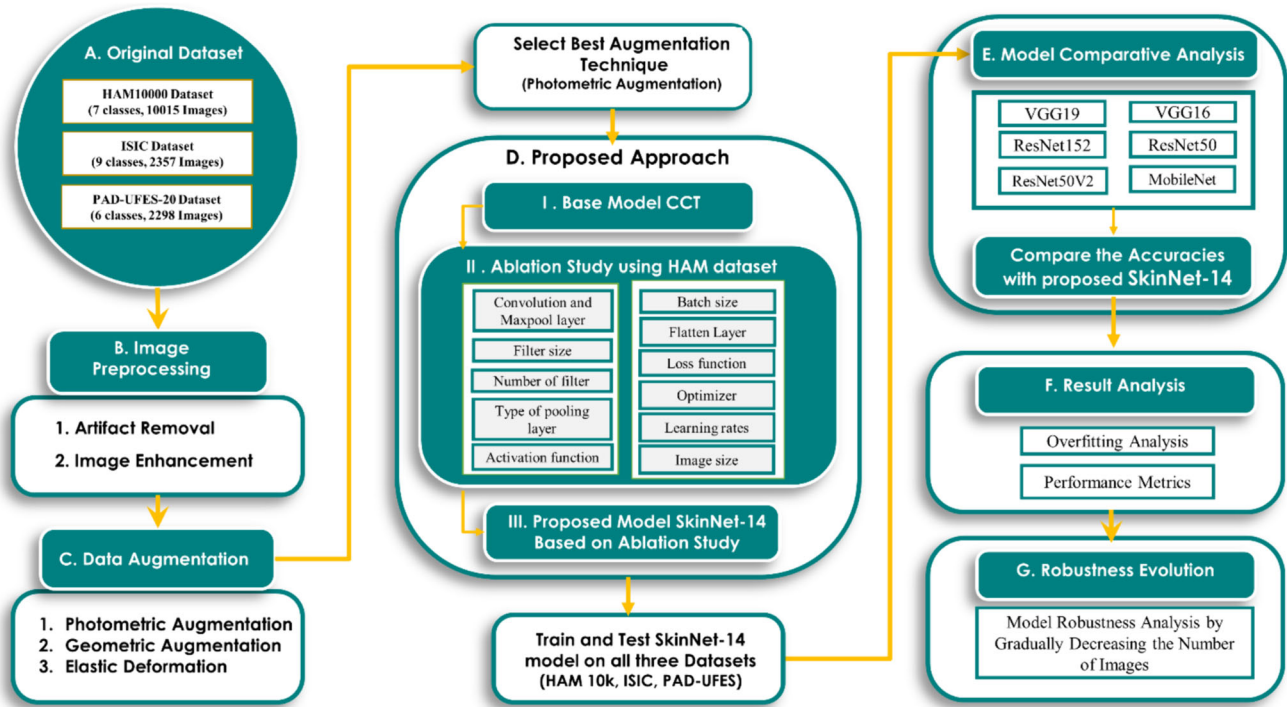 A. Original Dataset
HAM10000 Dataset
(7 classes, 10015 Images)
ISIC Dataset
(9 classes, 2357 Images)
PAD-UFES-20 Dataset
(6 classes, 2298 Images)
B. Image
Preprocessing
1. Artifact Removal
2. Image Enhancement
C. Data Augmentation
1. Photometric Augmentation
2. Geometric Augmentation
3. Elastic Deformation
Select Best Augmentation
Technique
(Photometric Augmentation)
D. Proposed Approach
I . Base Model CCT
II . Ablation Study using HAM dataset
Convolution and
Maxpool layer
Filter size
Number of filter
Type of pooling
layer
Activation function
Batch size
Flatten Layer
Loss function
Optimizer
Learning rates
Image size
III. Proposed Model SkinNet-14
Based on Ablation Study
Train and Test SkinNet-14
model on all three Datasets
(HAM 10k, ISIC, PAD-UFES)
E. Model Comparative Analysis
VGG19
VGG16
ResNet152
ResNet50
ResNet50V2
MobileNet
Compare the Accuracies
with proposed SkinNet-14
F. Result Analysis
Overfitting Analysis
Performance Metrics
G. Robustness Evolution
Model Robustness Analysis by
Gradually Decreasing the Number
of Images